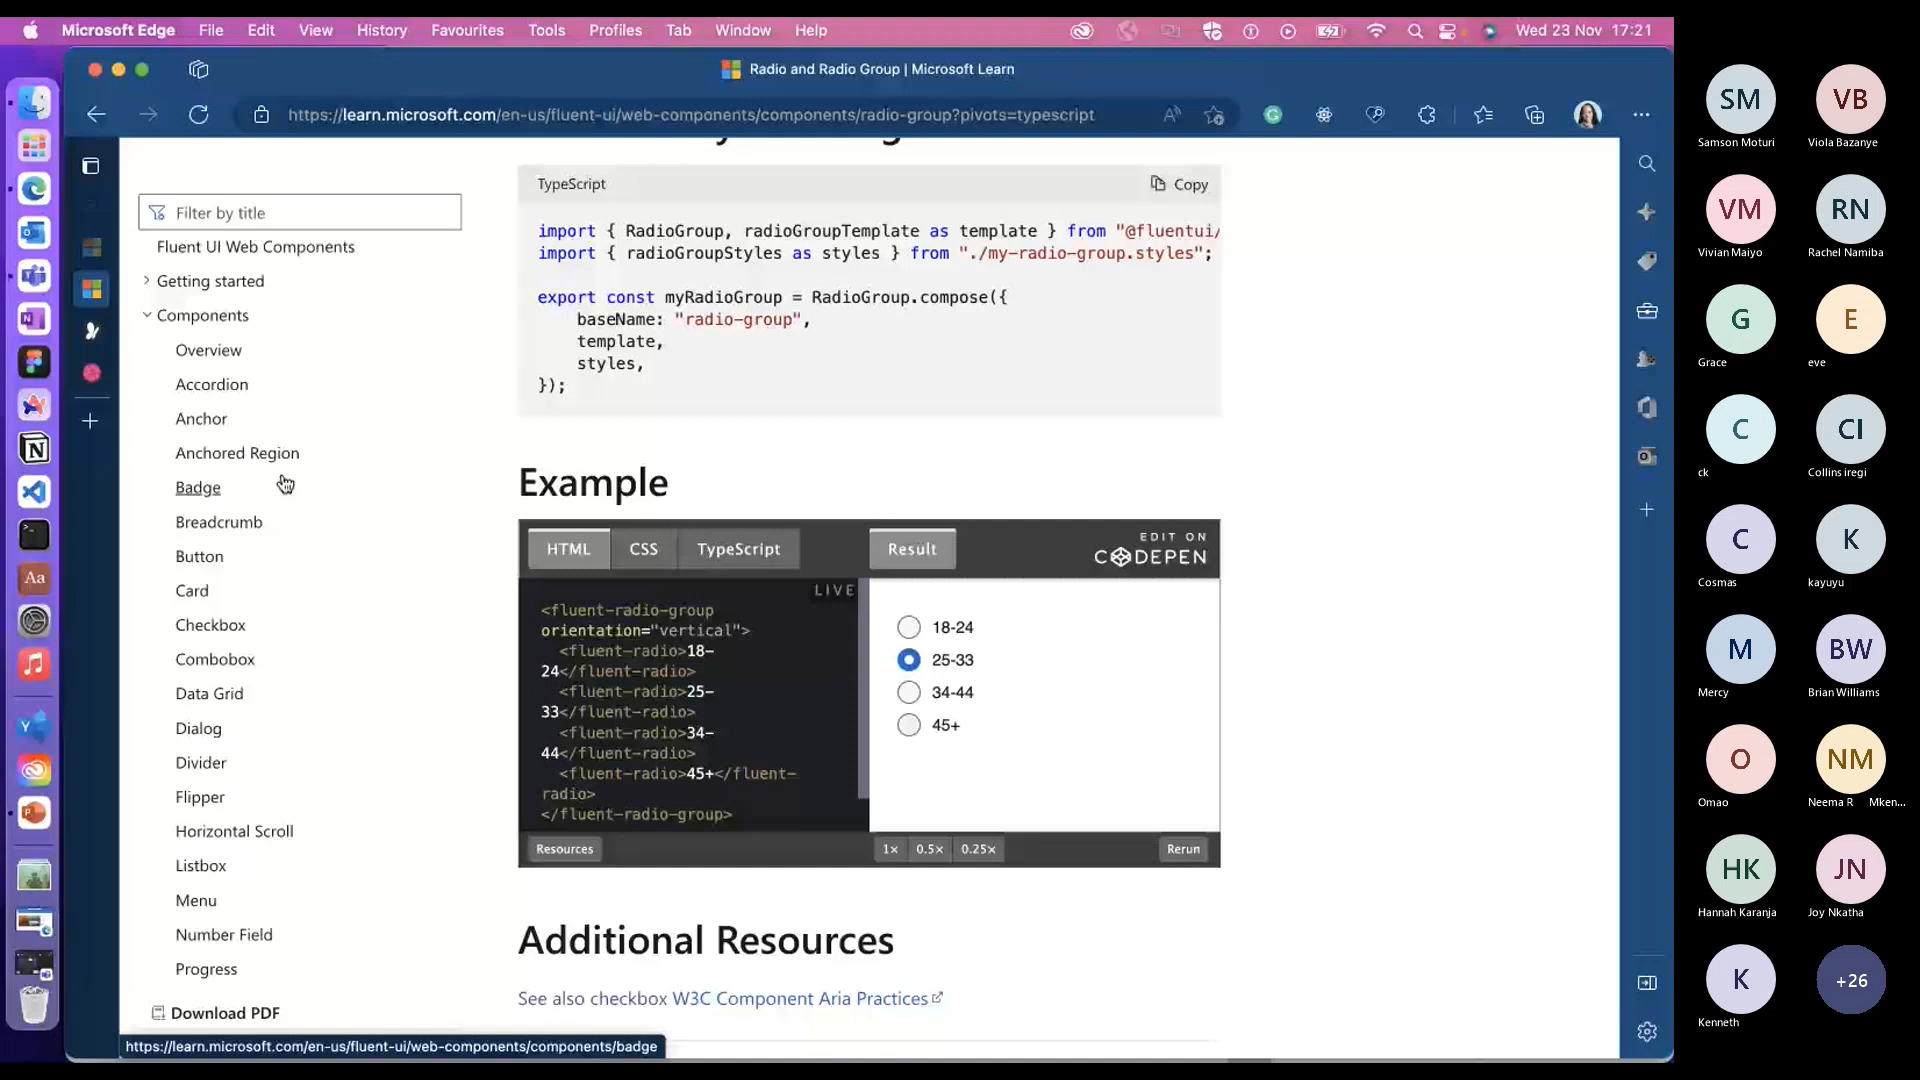 Microsoft Edge File Edit View History Favourites Tools Profiles Tab Window Help Wed 23 Nov 17:21
Radio and Radio Group | Microsoft Learn
https://learn.microsoft.com/en-us/fluent-ui/web-components/components/radio-group?pivots=typescript
Filter by title
Fluent UI Web Components
Getting started
Components
Overview
Accordion
Anchor
Anchored Region
Badge
Breadcrumb
Button
Card
Checkbox
Combobox
Data Grid
Dialog
Divider
Flipper
Horizontal Scroll
Listbox
Menu
Number Field
Progress
Download PDF
https://learn.microsoft.com/en-us/fluent-ui/web-components/components/badge
TypeScript Copy
import { RadioGroup, radioGroupTemplate as template } from "@fluentui/
import { radioGroupStyles as styles } from "./my-radio-group.styles";
export const myRadioGroup = RadioGroup.compose({
baseName: "radio-group",
template,
styles,
});
Example
HTML CSS TypeScript Result EDIT ON
CODEPEN
LIVE
<fluent-radio-group
orientation="vertical">
<fluent-radio>18-
24</fluent-radio>
<fluent-radio>25-
33</fluent-radio>
<fluent-radio>34-
44</fluent-radio>
<fluent-radio>45+</fluent-
radio>
</fluent-radio-group>
18-24
25-33
34-44
45+
Resources 1× 0.5× 0.25× Rerun
Additional Resources
See also checkbox W3C Component Aria Practices
Aa
SM VB
Samson Moturi Viola Bazanye
VM RN
Vivian Maiyo Rachel Namiba
G E
Grace eve
C CI
ck Collins iregi
C K
Cosmas kayuyu
M BW
Mercy Brian Williams
O NM
Omao Neema R Mken...
HK JN
Hannah Karanja Joy Nkatha
K +26
Kenneth